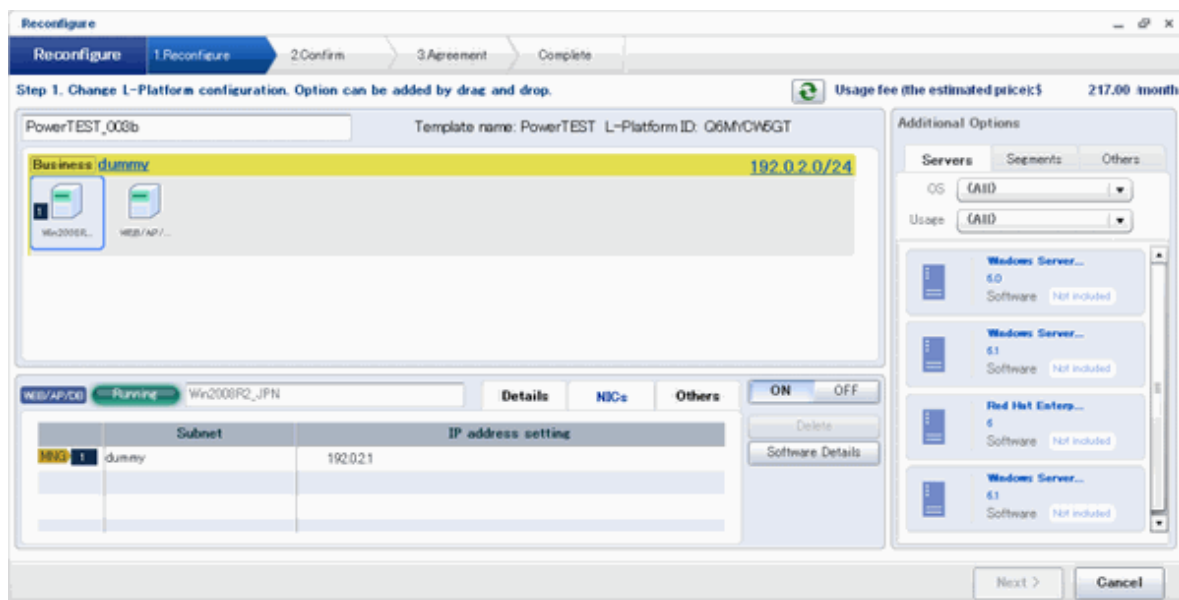 Reconfigure
Reconfigure 1.Reconfigure 2.Confirm 3.Agreement Complete
Step 1. Change L-Platform configuration. Option can be added by drag and drop. Usage fee (the estimated price):$ 217.00 /month
PowerTEST_003b Template name: PowerTEST L-Platform ID: Q6MYCW5GT
Business dummy 192.0.2.0/24
1
Win2008R... WEB/AP/...
Additional Options
Servers Segments Others
OS (All)
Usage (All)
Windows Server...
6.0
Software Not included
Windows Server...
6.1
Software Not included
Red Hat Enterp...
6
Software Not included
Windows Server...
6.1
Software Not included
WEB/AP/DB Running Win2008R2_JPN Details NICs Others ON OFF
Delete
Software Details
Subnet IP address setting
MNG 1 dummy 192.0.2.1
Next > Cancel